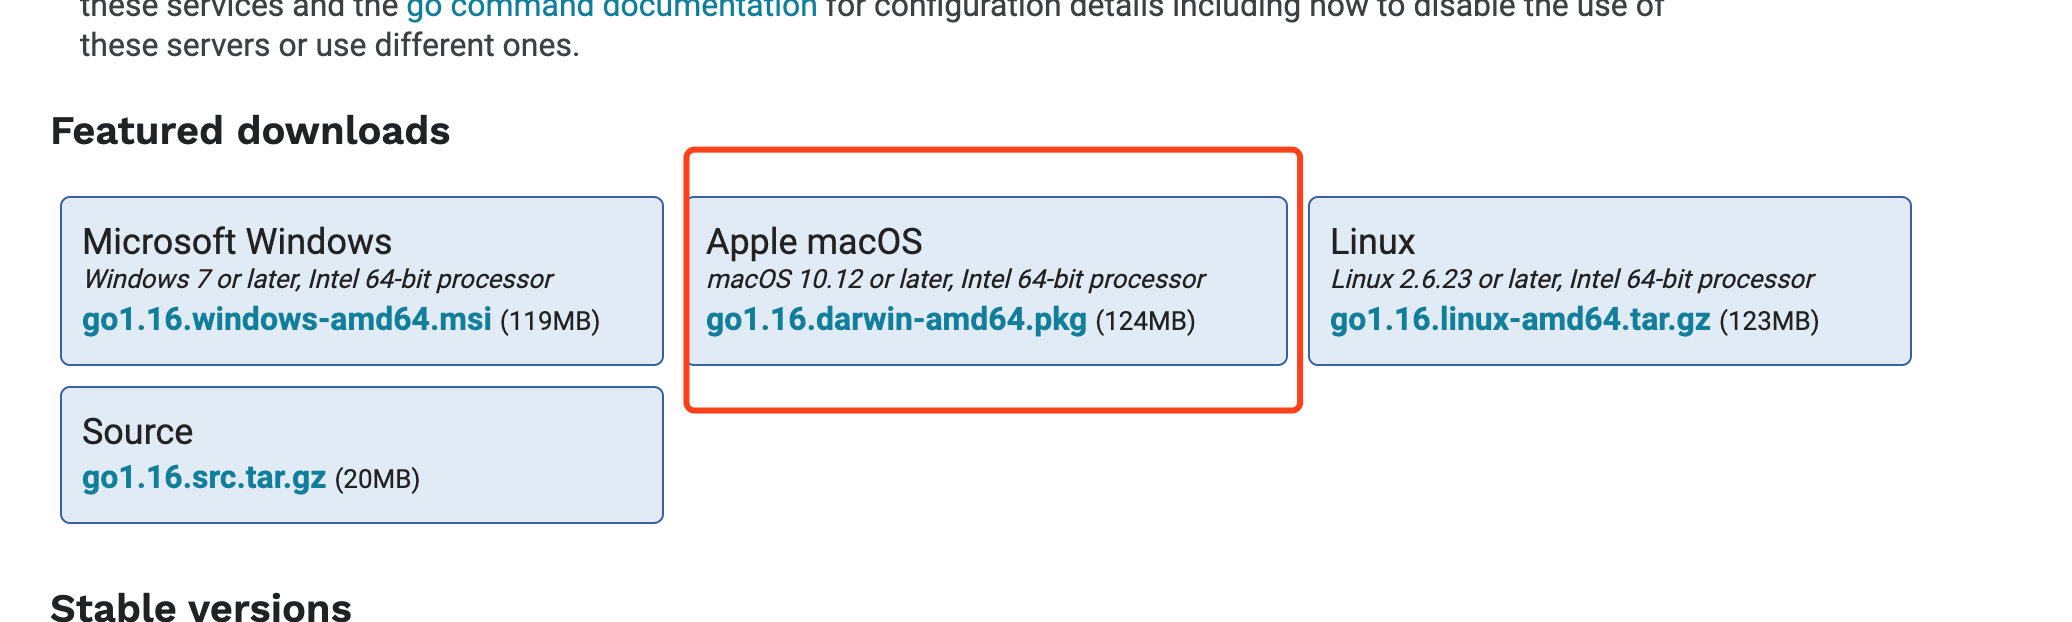 these services and the go command documentation for configuration details including how to disable the use of
these servers or use different ones.
Featured downloads
Microsoft Windows
Windows 7 or later, Intel 64-bit processor
go1.16.windows-amd64.msi (119MB)
Apple macOS
macOS 10.12 or later, Intel 64-bit processor
go1.16.darwin-amd64.pkg (124MB)
Linux
Linux 2.6.23 or later, Intel 64-bit processor
go1.16.linux-amd64.tar.gz (123MB)
Source
go1.16.src.tar.gz (20MB)
Stable versions